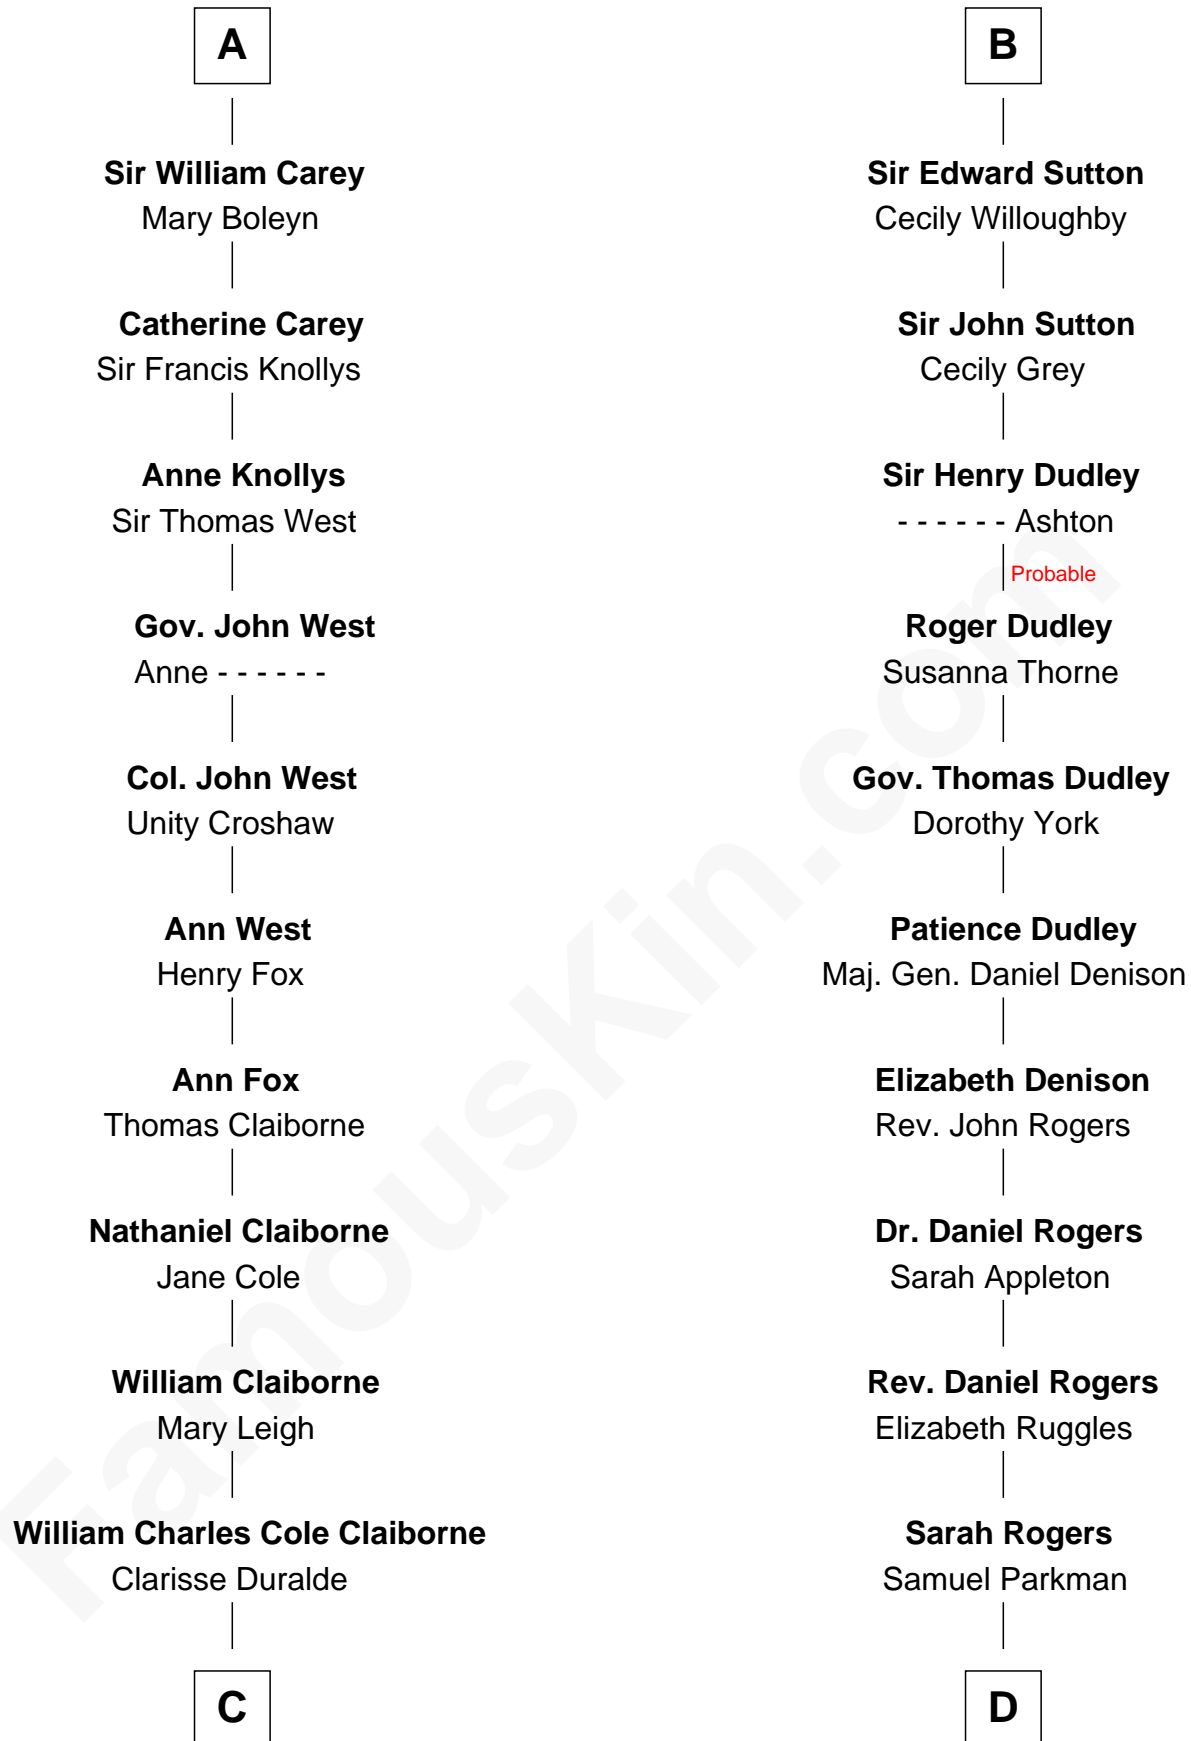 A
Sir William Carey
Mary Boleyn
Catherine Carey
Sir Francis Knollys
Anne Knollys
Sir Thomas West
Gov. John West
Anne - - - - - -
Col. John West
Unity Croshaw
Ann West
Henry Fox
Ann Fox
Thomas Claiborne
Nathaniel Claiborne
Jane Cole
William Claiborne
Mary Leigh
William Charles Cole Claiborne
Clarisse Duralde
C
B
Sir Edward Sutton
Cecily Willoughby
Sir John Sutton
Cecily Grey
Sir Henry Dudley
- - - - - - Ashton
Probable
Roger Dudley
Susanna Thorne
Gov. Thomas Dudley
Dorothy York
Patience Dudley
Maj. Gen. Daniel Denison
Elizabeth Denison
Rev. John Rogers
Dr. Daniel Rogers
Sarah Appleton
Rev. Daniel Rogers
Elizabeth Ruggles
Sarah Rogers
Samuel Parkman
D
FamousKin.com